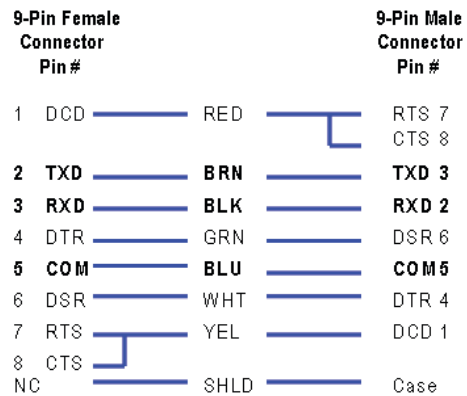 9-Pin Female 9-Pin Male
Connector Connector
Pin # Pin #
1 DCD RED RTS 7
CTS 8
2 TXD BRN TXD 3
3 RXD BLK RXD 2
4 DTR GRN DSR 6
5 COM BLU COM5
6 DSR WHT DTR 4
7 RTS YEL DCD 1
8 CTS
NC SHLD Case